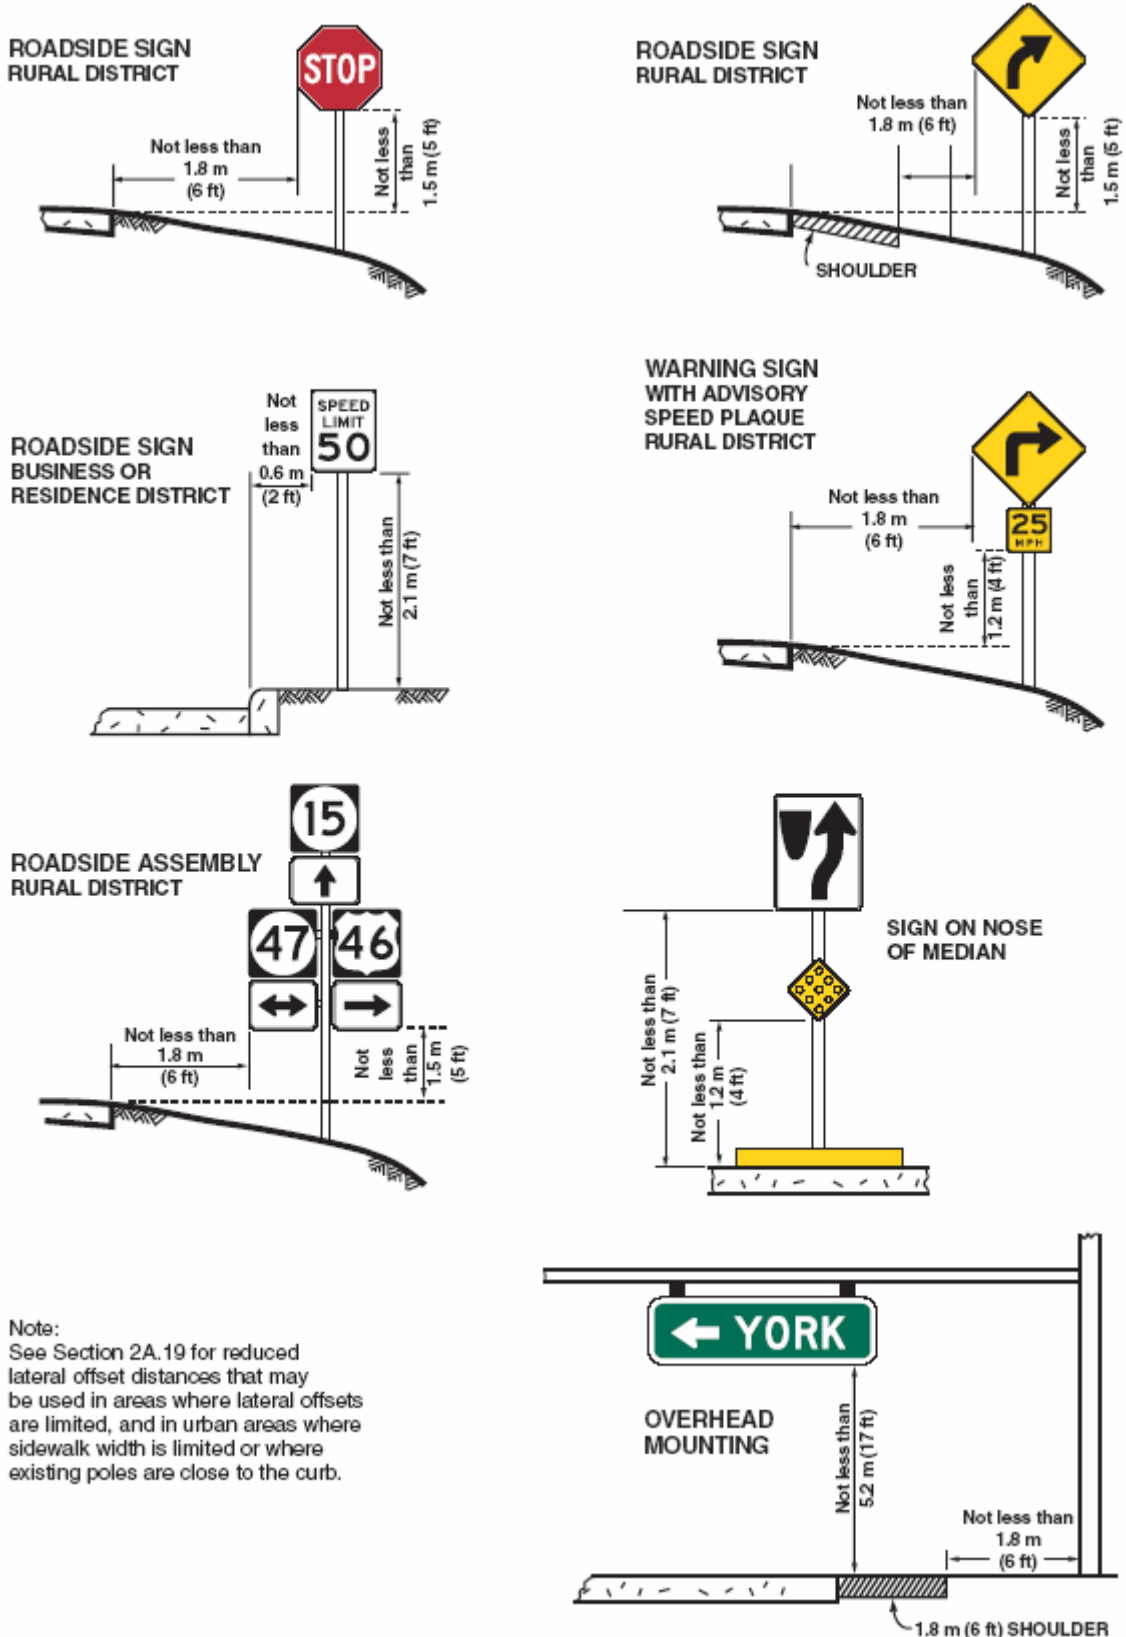 ROADSIDE SIGN
RURAL DISTRICT
STOP
Not less than
1.8 m
(6 ft)
Not less
than
1.5 m (5 ft)
ROADSIDE SIGN
RURAL DISTRICT
Not less than
1.8 m (6 ft)
Not less
than
1.5 m (5 ft)
SHOULDER
ROADSIDE SIGN
BUSINESS OR
RESIDENCE DISTRICT
Not
less
than
0.6 m
(2 ft)
SPEED
LIMIT
50
Not less than
2.1 m (7 ft)
WARNING SIGN
WITH ADVISORY
SPEED PLAQUE
RURAL DISTRICT
Not less than
1.8 m
(6 ft)
25
MPH
Not less
than
1.2 m (4 ft)
ROADSIDE ASSEMBLY
RURAL DISTRICT
15
47
46
Not less than
1.8 m
(6 ft)
Not
less
than
1.5 m
(5 ft)
SIGN ON NOSE
OF MEDIAN
Not less than
2.1 m (7 ft)
Not less than
1.2 m
(4 ft)
Note:
See Section 2A.19 for reduced
lateral offset distances that may
be used in areas where lateral offsets
are limited, and in urban areas where
sidewalk width is limited or where
existing poles are close to the curb.
YORK
OVERHEAD
MOUNTING
Not less than
5.2 m (17 ft)
Not less than
1.8 m
(6 ft)
1.8 m (6 ft) SHOULDER